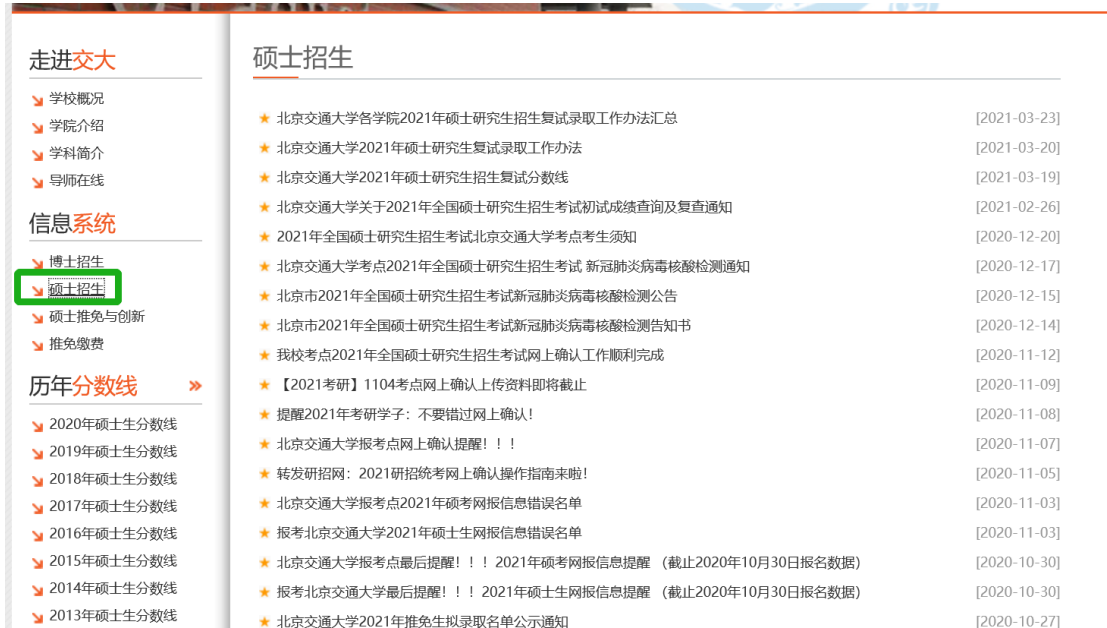 走进交大
学校概况
学院介绍
学科简介
导师在线
信息系统
博士招生
硕士招生
硕士推免与创新
推免缴费
历年分数线
2020年硕士生分数线
2019年硕士生分数线
2018年硕士生分数线
2017年硕士生分数线
2016年硕士生分数线
2015年硕士生分数线
2014年硕士生分数线
2013年硕士生分数线
硕士招生
北京交通大学各学院2021年硕士研究生招生复试录取工作办法汇总 [2021-03-23]
北京交通大学2021年硕士研究生复试录取工作办法 [2021-03-20]
北京交通大学2021年硕士研究生招生复试分数线 [2021-03-19]
北京交通大学关于2021年全国硕士研究生招生考试初试成绩查询及复查通知 [2021-02-26]
2021年全国硕士研究生招生考试北京交通大学考点考生须知 [2020-12-20]
北京交通大学考点2021年全国硕士研究生招生考试 新冠肺炎病毒核酸检测通知 [2020-12-17]
北京市2021年全国硕士研究生招生考试新冠肺炎病毒核酸检测公告 [2020-12-15]
北京市2021年全国硕士研究生招生考试新冠肺炎病毒核酸检测告知书 [2020-12-14]
我校考点2021年全国硕士研究生招生考试网上确认工作顺利完成 [2020-11-12]
【2021考研】1104考点网上确认上传资料即将截止 [2020-11-09]
提醒2021年考研学子：不要错过网上确认！ [2020-11-08]
北京交通大学报考点网上确认提醒！！！ [2020-11-07]
转发研招网：2021研招统考网上确认操作指南来啦！ [2020-11-05]
北京交通大学报考点2021年硕考网报信息错误名单 [2020-11-03]
报考北京交通大学2021年硕士生网报信息错误名单 [2020-11-03]
北京交通大学报考点最后提醒！！！2021年硕考网报信息提醒 （截止2020年10月30日报名数据） [2020-10-30]
报考北京交通大学最后提醒！！！2021年硕士生网报信息提醒 （截止2020年10月30日报名数据） [2020-10-30]
北京交通大学2021年推免生拟录取名单公示通知 [2020-10-27]